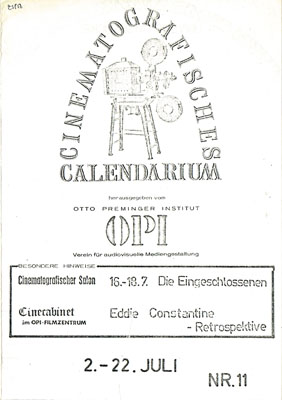 CINEMATOGRAFISCHES
CALENDARIUM
herausgegeben vom
OTTO PREMINGER INSTITUT
OPI
Verein für audiovisuelle Mediengestaltung
BESONDERE HINWEISE
Cinematografischer Salon 16.-18.7. Die Eingeschlossenen
Cinecabinet Eddie Constantine
im OPI-FILMZENTRUM - Retrospektive
2.-22. JULI
NR. 11